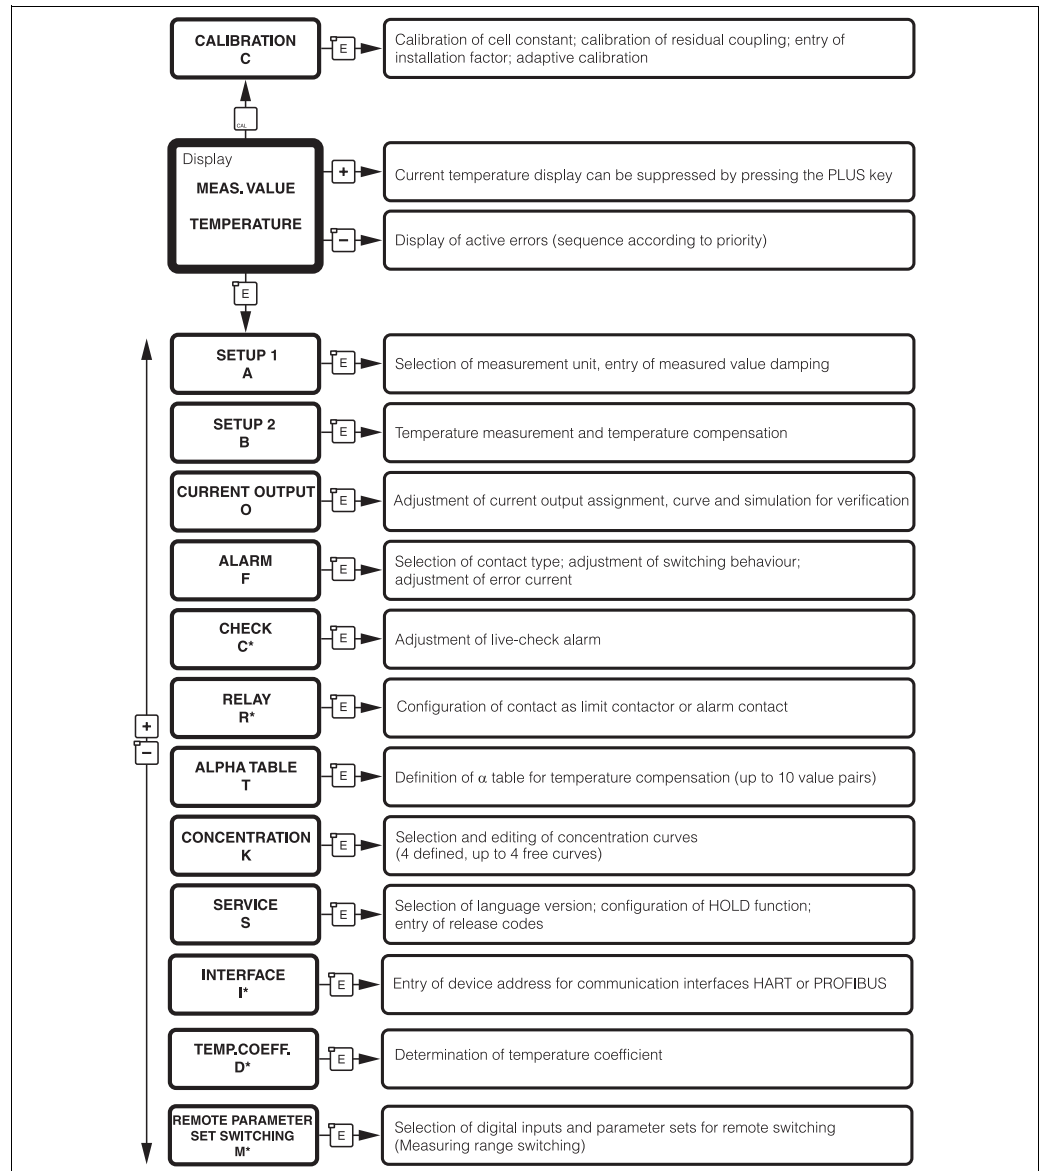 CALIBRATION
C
E
Calibration of cell constant; calibration of residual coupling; entry of
installation factor; adaptive calibration
CAL
Display
MEAS. VALUE
TEMPERATURE
+
Current temperature display can be suppressed by pressing the PLUS key
−
Display of active errors (sequence according to priority)
E
SETUP 1
A
E
Selection of measurement unit, entry of measured value damping
SETUP 2
B
E
Temperature measurement and temperature compensation
CURRENT OUTPUT
O
E
Adjustment of current output assignment, curve and simulation for verification
ALARM
F
E
Selection of contact type; adjustment of switching behaviour;
adjustment of error current
CHECK
C*
E
Adjustment of live-check alarm
RELAY
R*
E
Configuration of contact as limit contactor or alarm contact
+
−
ALPHA TABLE
T
E
Definition of α table for temperature compensation (up to 10 value pairs)
CONCENTRATION
K
E
Selection and editing of concentration curves
(4 defined, up to 4 free curves)
SERVICE
S
E
Selection of language version; configuration of HOLD function;
entry of release codes
INTERFACE
I*
E
Entry of device address for communication interfaces HART or PROFIBUS
TEMP.COEFF.
D*
E
Determination of temperature coefficient
REMOTE PARAMETER
SET SWITCHING
M*
E
Selection of digital inputs and parameter sets for remote switching
(Measuring range switching)